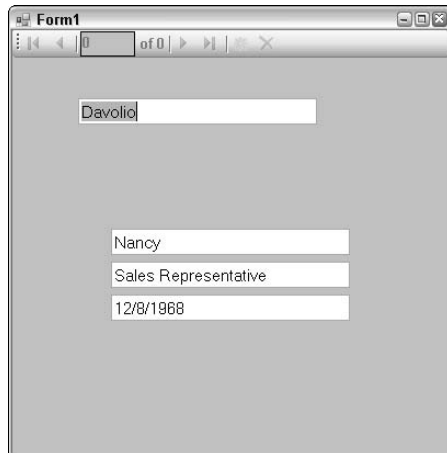 Form1
0 of 0
Davolio
Nancy
Sales Representative
12/8/1968